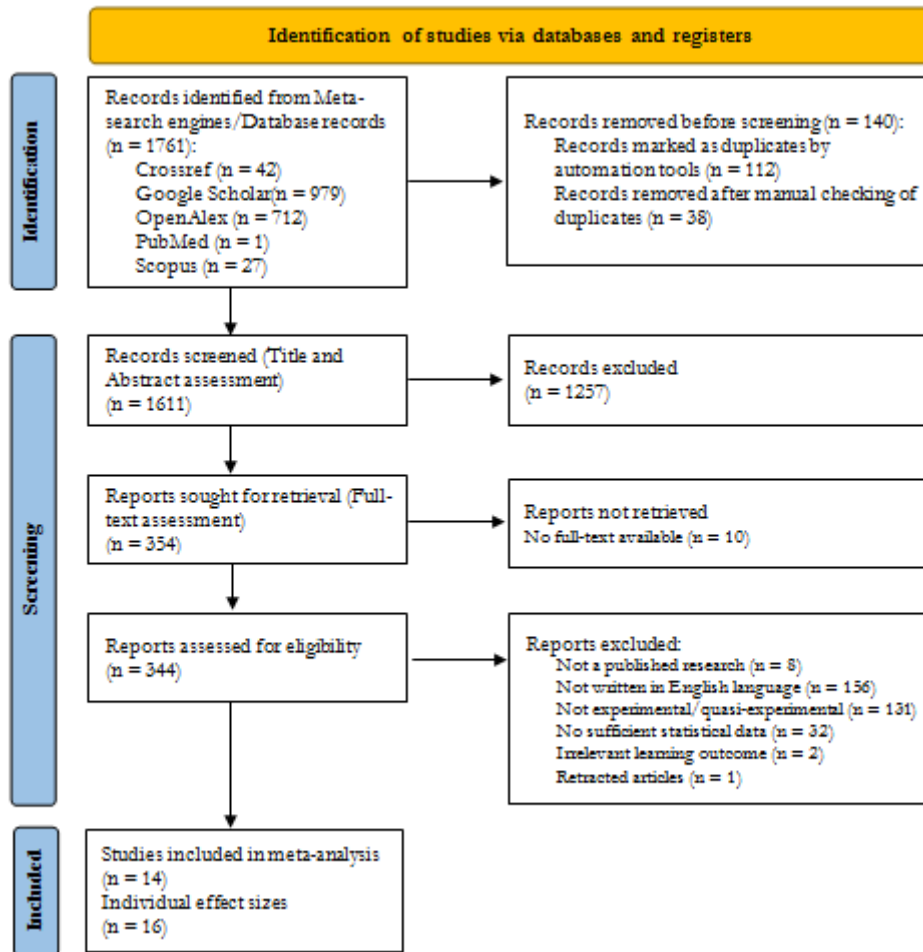 Identification of studies via databases and registers
Identification
Records identified from Meta-
search engines/Database records
(n = 1761):
Crossref (n = 42)
Google Scholar(n = 979)
OpenAlex (n = 712)
PubMed (n = 1)
Scopus (n = 27)
Records removed before screening (n = 140):
Records marked as duplicates by
automation tools (n = 112)
Records removed after manual checking of
duplicates (n = 38)
Screening
Records screened (Title and
Abstract assessment)
(n = 1611)
Records excluded
(n = 1257)
Reports sought for retrieval (Full-
text assessment)
(n = 354)
Reports not retrieved
No full-text available (n = 10)
Reports assessed for eligibility
(n = 344)
Reports excluded:
Not a published research (n = 8)
Not written in English language (n = 156)
Not experimental/quasi-experimental (n = 131)
No sufficient statistical data (n = 32)
Irrelevant learning outcome (n = 2)
Retracted articles (n = 1)
Included
Studies included in meta-analysis
(n = 14)
Individual effect sizes
(n = 16)